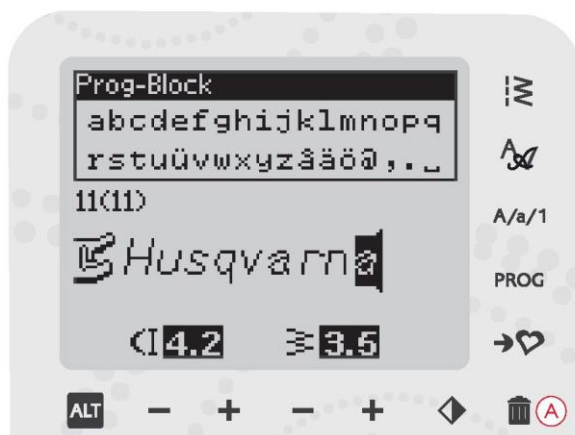 Prog-Block
abcdefghijklmnopq
rstuüvwxyzåäö@,.␣
11(11)
Husqvarna
4.2 3.5
A/a/1
PROG
ALT - + - + A